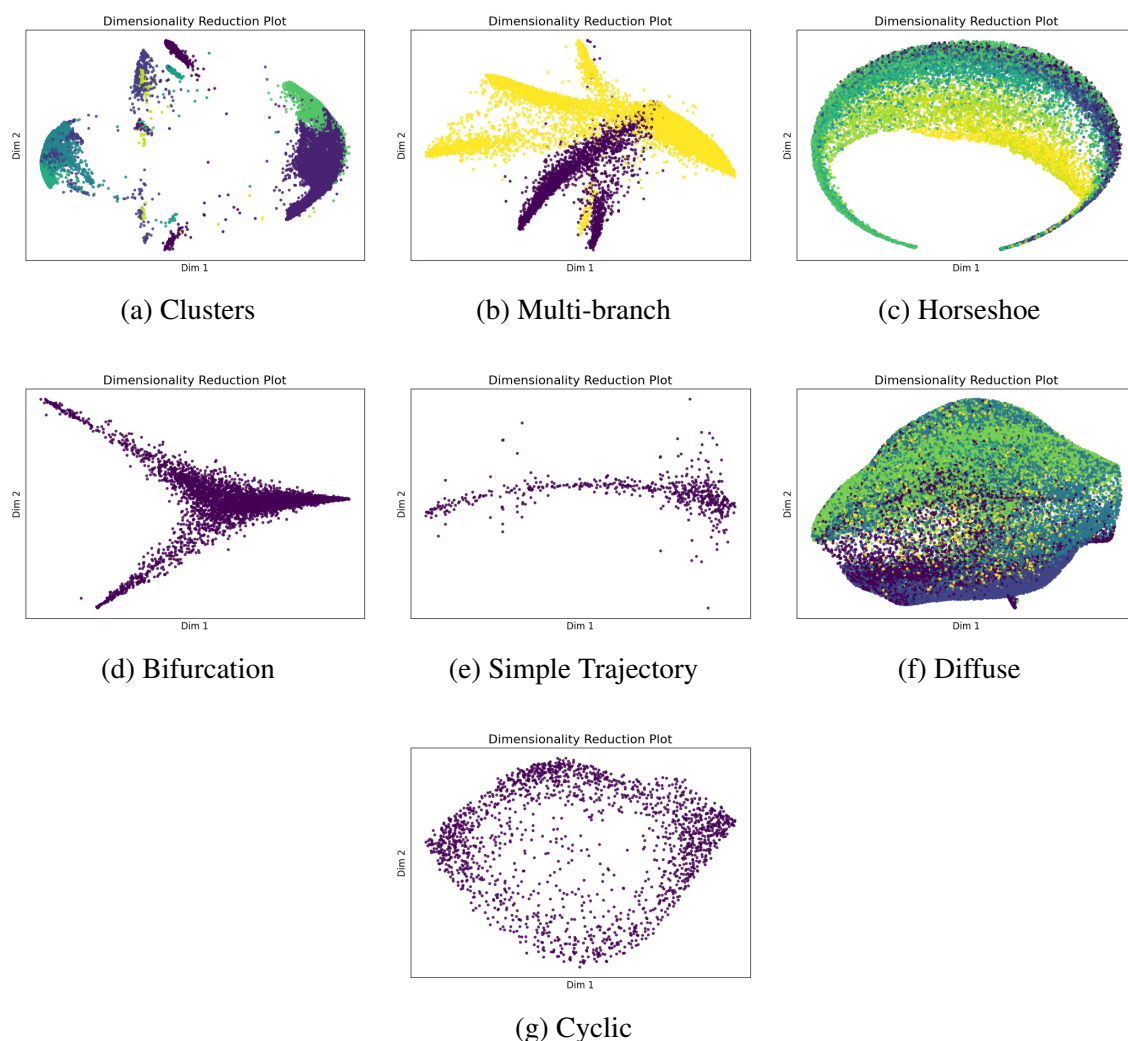 Dimensionality Reduction Plot
Dim 2
Dim 1
(a) Clusters
Dimensionality Reduction Plot
Dim 2
Dim 1
(b) Multi-branch
Dimensionality Reduction Plot
Dim 2
Dim 1
(c) Horseshoe
Dimensionality Reduction Plot
Dim 2
Dim 1
(d) Bifurcation
Dimensionality Reduction Plot
Dim 2
Dim 1
(e) Simple Trajectory
Dimensionality Reduction Plot
Dim 2
Dim 1
(f) Diffuse
Dimensionality Reduction Plot
Dim 2
Dim 1
(g) Cyclic